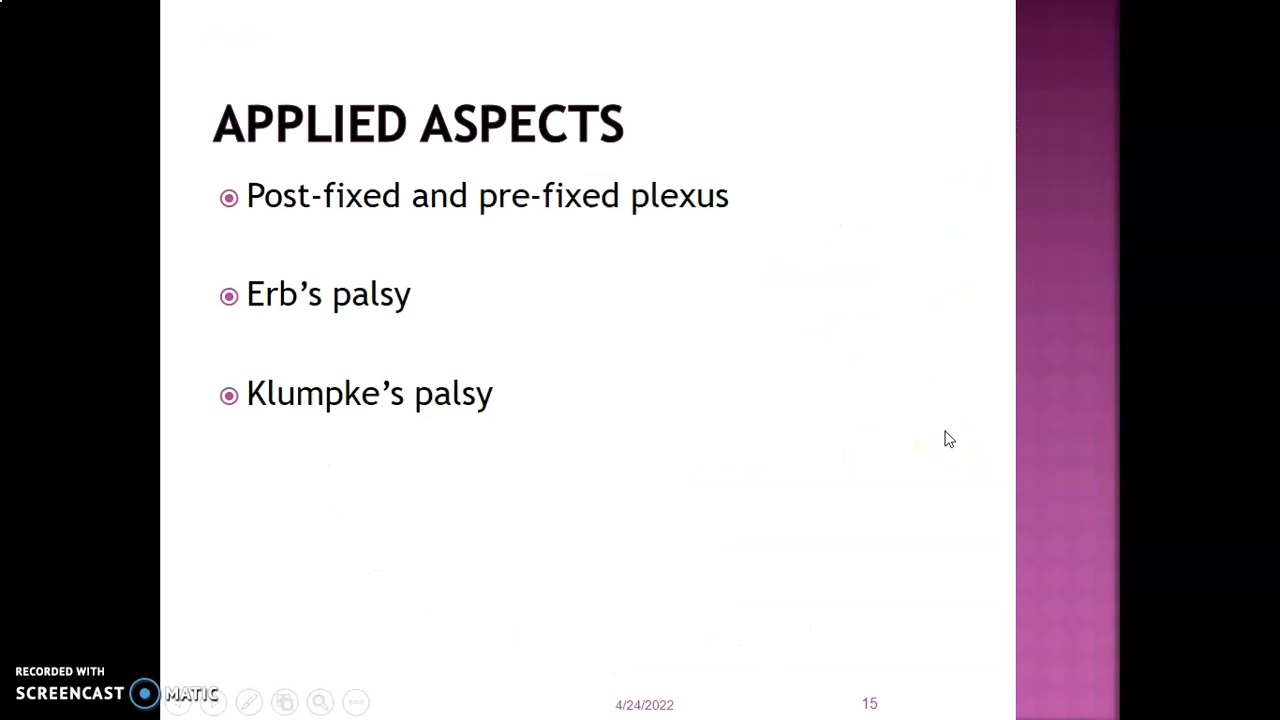 APPLIED ASPECTS
Post-fixed and pre-fixed plexus
Erb’s palsy
Klumpke’s palsy
RECORDED WITH
SCREENCAST MATIC
4/24/2022
15